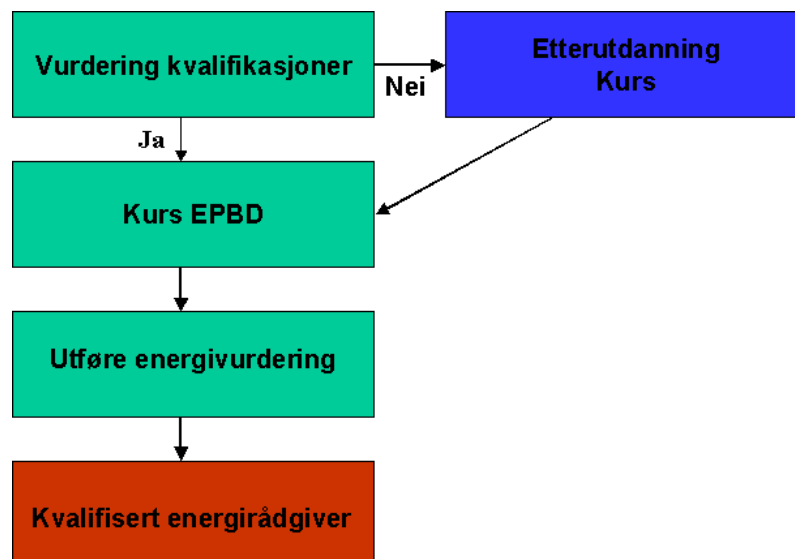 Vurdering kvalifikasjoner
Nei
Etterutdanning
Kurs
Ja
Kurs EPBD
Utføre energivurdering
Kvalifisert energirådgiver